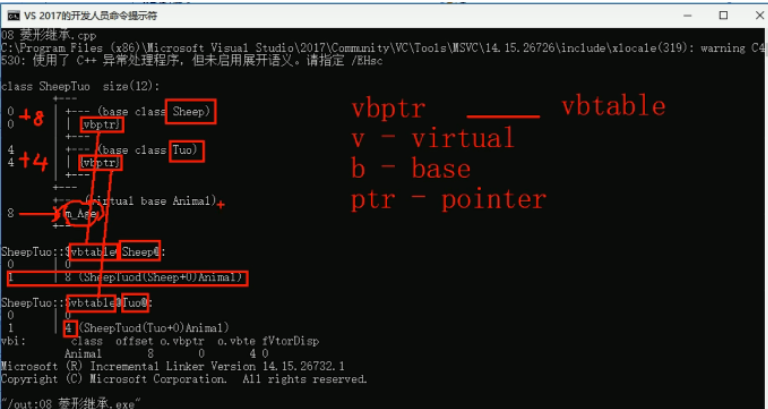 VS 2017的开发人员命令提示符
08 菱形继承.cpp
C:\Program Files (x86)\Microsoft Visual Studio\2017\Community\VC\Tools\MSVC\14.15.26726\include\xlocale(319): warning C4
530: 使用了 C++ 异常处理程序，但未启用展开语义。请指定 /EHsc
class SheepTuo  size(12):
+---
0 +8 | +--- (base class Sheep)
0 | | {vbptr}
| +---
4 | +--- (base class Tuo)
4 +4 | | {vbptr}
| +---
+---
+--- (virtual base Animal) +
8 | m_Age
+---
SheepTuo::$vbtable@Sheep@:
0 | 0
1 | 8 (SheepTuod(Sheep+0)Animal)
SheepTuo::$vbtable@Tuo@:
0 | 0
1 | 4 (SheepTuod(Tuo+0)Animal)
vbi: class offset o.vbptr o.vbte fVtorDisp
Animal 8 0 4 0
Microsoft (R) Incremental Linker Version 14.15.26732.1
Copyright (C) Microsoft Corporation.  All rights reserved.
"/out:08 菱形继承.exe"
vbptr ____ vbtable
v - virtual
b - base
ptr - pointer